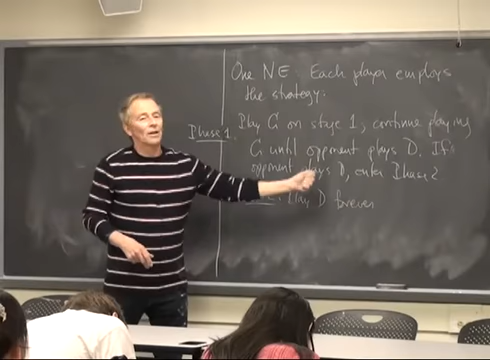 One NE: Each player employs
the strategy:
Phase 1. Play C on stage 1, continue playing
C until opponent plays D. If
opponent plays D, enter Phase 2
Play D forever